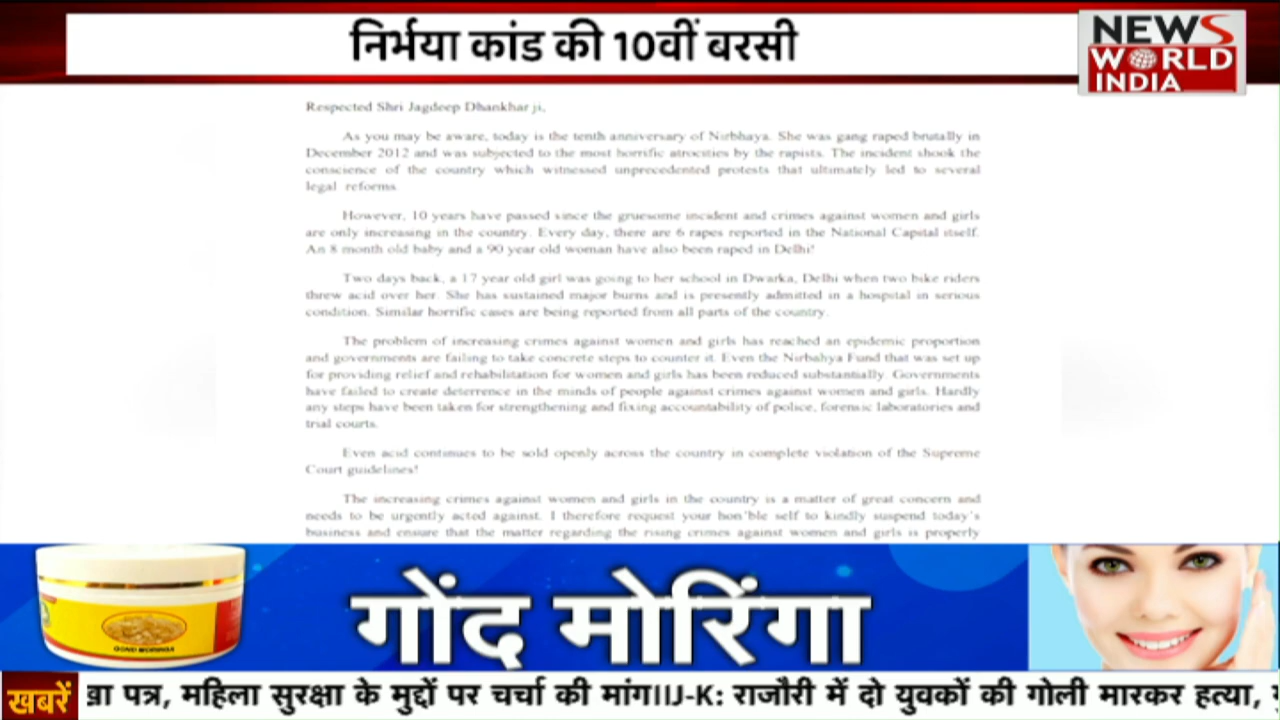 निर्भया कांड की 10वीं बरसी
NEWS
WORLD
INDIA
Respected Shri Jagdeep Dhankhar ji,
As you may be aware, today is the tenth anniversary of Nirbhaya. She was gang raped brutally in
December 2012 and was subjected to the most horrific atrocities by the rapists. The incident shook the
conscience of the country which witnessed unprecedented protests that ultimately led to several
legal reforms.
However, 10 years have passed since the gruesome incident and crimes against women and girls
are only increasing in the country. Every day, there are 6 rapes reported in the National Capital itself.
An 8 month old baby and a 90 year old woman have also been raped in Delhi!
Two days back, a 17 year old girl was going to her school in Dwarka, Delhi when two bike riders
threw acid over her. She has sustained major burns and is presently admitted in a hospital in serious
condition. Similar horrific cases are being reported from all parts of the country.
The problem of increasing crimes against women and girls has reached an epidemic proportion
and governments are failing to take concrete steps to counter it. Even the Nirbahya Fund that was set up
for providing relief and rehabilitation for women and girls has been reduced substantially. Governments
have failed to create deterrence in the minds of people against crimes against women and girls. Hardly
any steps have been taken for strengthening and fixing accountability of police, forensic laboratories and
trial courts.
Even acid continues to be sold openly across the country in complete violation of the Supreme
Court guidelines!
The increasing crimes against women and girls in the country is a matter of great concern and
needs to be urgently acted against. I therefore request your hon'ble self to kindly suspend today's
business and ensure that the matter regarding the rising crimes against women and girls is properly
GOND MORINGA
गोंद मोरिंगा
खबरें
पत्र, महिला सुरक्षा के मुद्दों पर चर्चा की मांग।।J-K: राजौरी में दो युवकों की गोली मारकर हत्या,